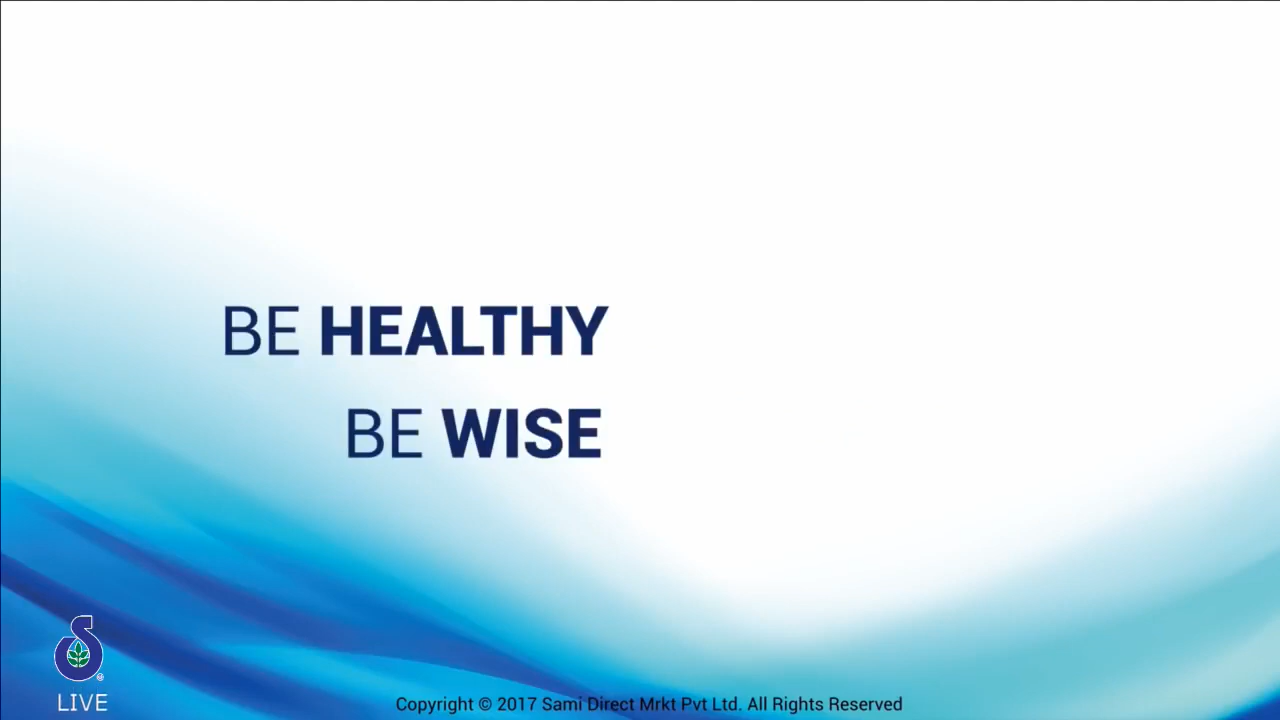 BE HEALTHY
BE WISE
®
LIVE
Copyright © 2017 Sami Direct Mrkt Pvt Ltd. All Rights Reserved